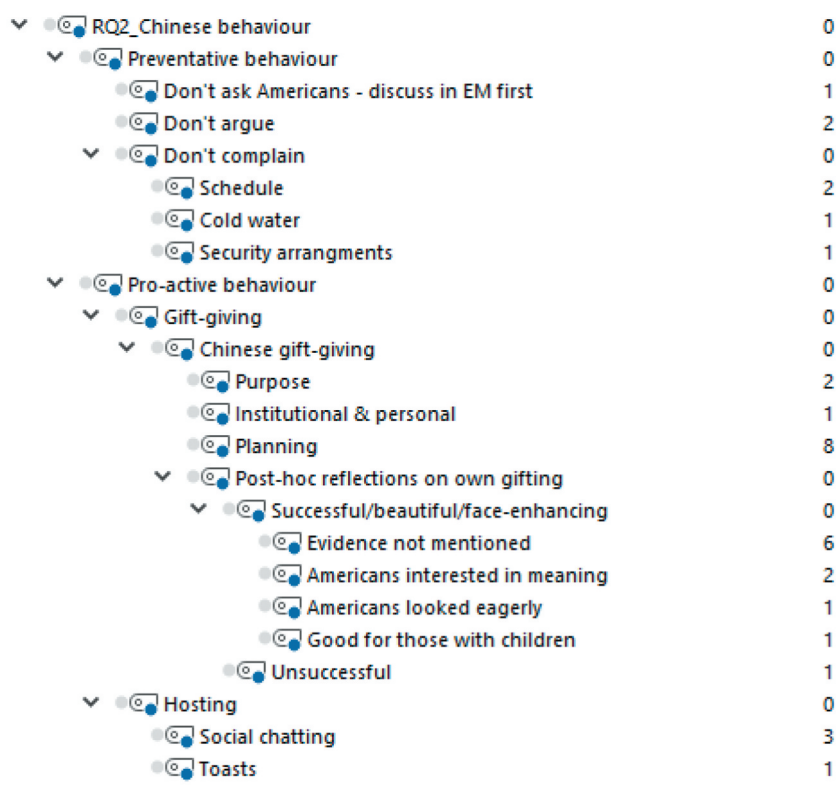 RQ2_Chinese behaviour 0
Preventative behaviour 0
Don't ask Americans - discuss in EM first 1
Don't argue 2
Don't complain 0
Schedule 2
Cold water 1
Security arrangments 1
Pro-active behaviour 0
Gift-giving 0
Chinese gift-giving 0
Purpose 2
Institutional & personal 1
Planning 8
Post-hoc reflections on own gifting 0
Successful/beautiful/face-enhancing 0
Evidence not mentioned 6
Americans interested in meaning 2
Americans looked eagerly 1
Good for those with children 1
Unsuccessful 1
Hosting 0
Social chatting 3
Toasts 1